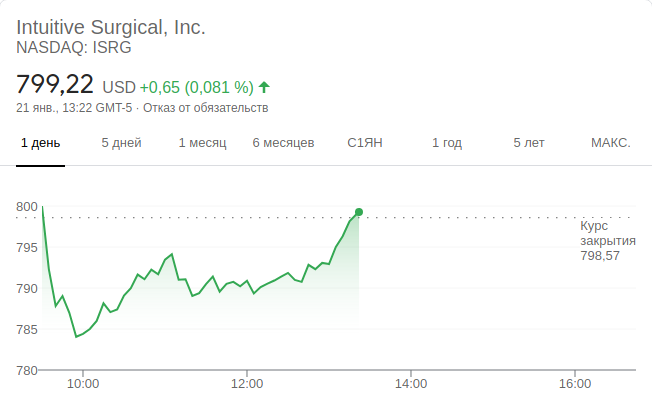 Intuitive Surgical, Inc.
NASDAQ: ISRG
799,22 USD +0,65 (0,081 %)
21 янв., 13:22 GMT-5 · Отказ от обязательств
1 день 5 дней 1 месяц 6 месяцев С1ЯН 1 год 5 лет МАКС.
800
Курс
закрытия
798,57
795
790
785
780
10:00 12:00 14:00 16:00